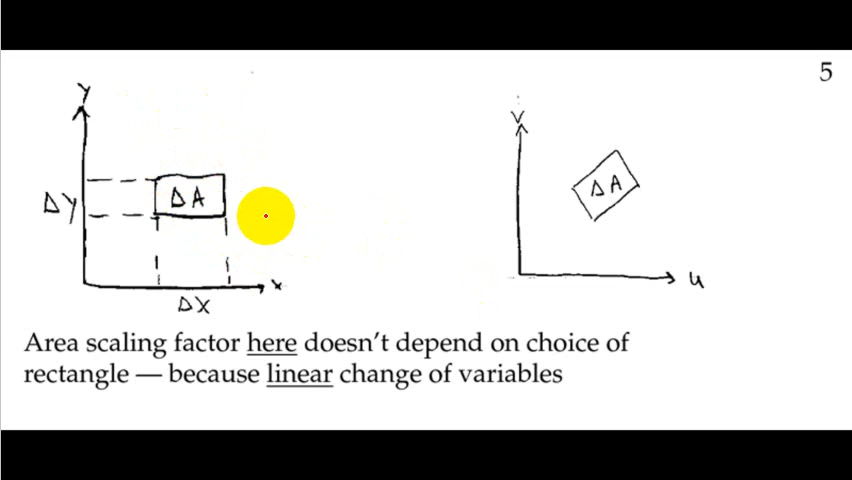 5
Y
V
ΔY
ΔA
ΔA
x
u
ΔX
Area scaling factor here doesn't depend on choice of
rectangle — because linear change of variables